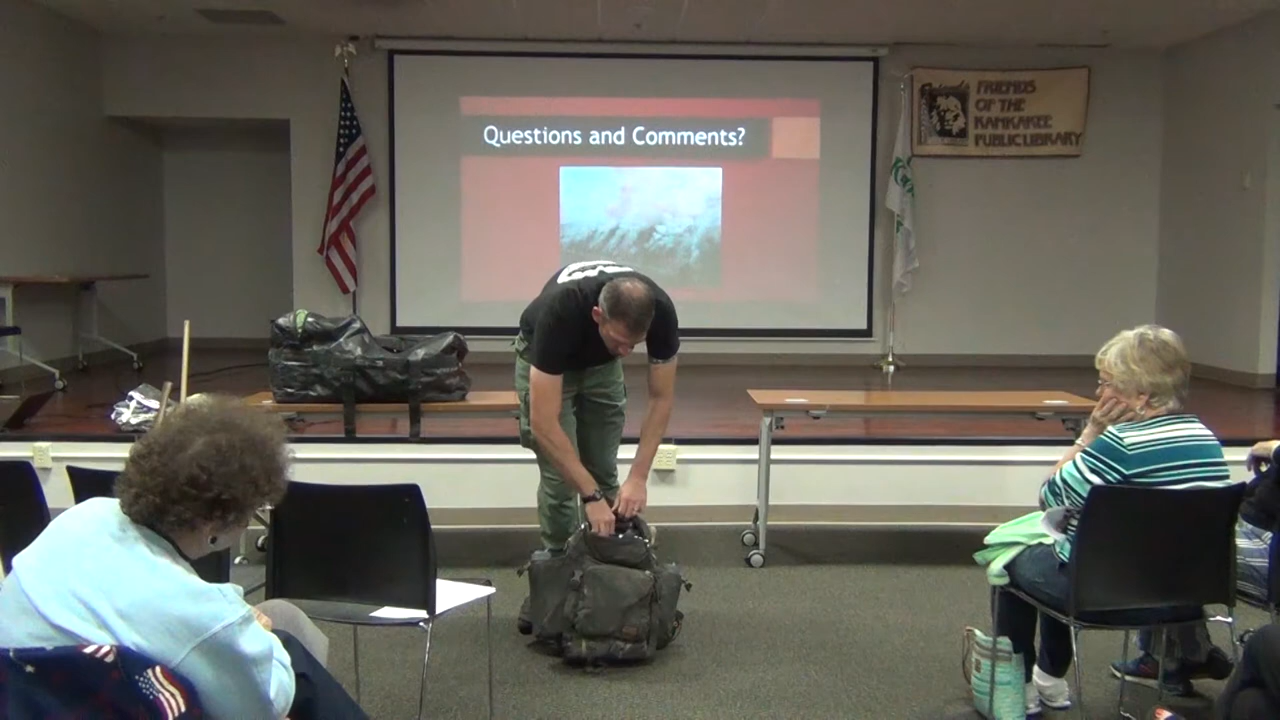 Questions and Comments?
FRIENDS
OF THE
KANKAKEE
PUBLIC LIBRARY